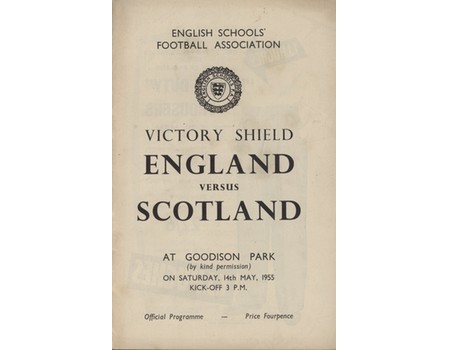 ENGLISH SCHOOLS'
FOOTBALL ASSOCIATION
VICTORY SHIELD
ENGLAND
VERSUS
SCOTLAND
AT GOODISON PARK
(by kind permission)
ON SATURDAY, 14th MAY, 1955
KICK-OFF 3 P.M.
Official Programme — Price Fourpence